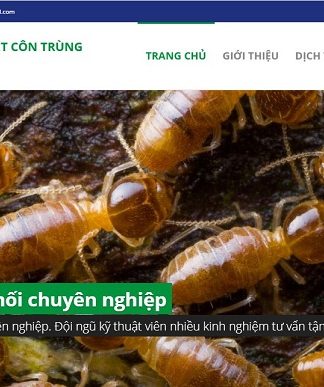 l.com
T CÔN TRÙNG
TRANG CHỦ GIỚI THIỆU DỊCH
mối chuyên nghiệp
ên nghiệp. Đội ngũ kỹ thuật viên nhiều kinh nghiệm tư vấn tận